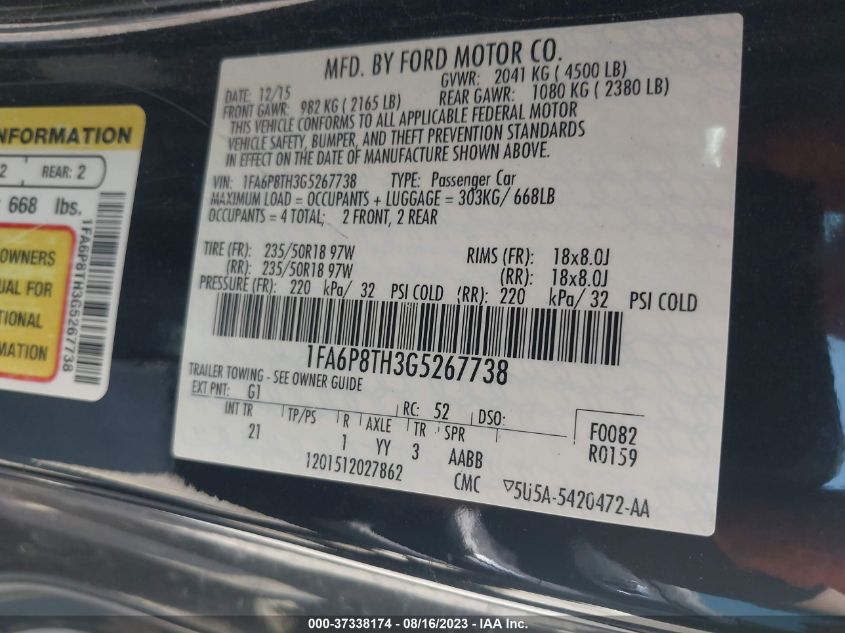 MFD. BY FORD MOTOR CO.
DATE: 12/15 GVWR: 2041 KG ( 4500 LB)
FRONT GAWR: 982 KG ( 2165 LB) REAR GAWR: 1080 KG ( 2380 LB)
THIS VEHICLE CONFORMS TO ALL APPLICABLE FEDERAL MOTOR
VEHICLE SAFETY, BUMPER, AND THEFT PREVENTION STANDARDS
IN EFFECT ON THE DATE OF MANUFACTURE SHOWN ABOVE.
VIN: 1FA6P8TH3G5267738 TYPE: Passenger Car
MAXIMUM LOAD = OCCUPANTS + LUGGAGE = 303KG/ 668LB
OCCUPANTS = 4 TOTAL; 2 FRONT, 2 REAR
TIRE (FR): 235/50R18 97W RIMS (FR): 18x8.0J
(RR): 235/50R18 97W (RR): 18x8.0J
PRESSURE (FR): 220 kPa/ 32 PSI COLD (RR): 220 kPa/ 32 PSI COLD
1FA6P8TH3G5267738
TRAILER TOWING - SEE OWNER GUIDE
EXT PNT: G1 RC: 52 DSO: F0082
INT TR TP/PS R AXLE TR SPR R0159
21 1 YY 3 AABB
1201512027862 CMC ▽5U5A-5420472-AA
NFORMATION
2 REAR: 2
668 lbs.
OWNERS
UAL FOR
TIONAL
MATION
1FA6P8TH3G5267738
000-37338174 - 08/16/2023 - IAA Inc.